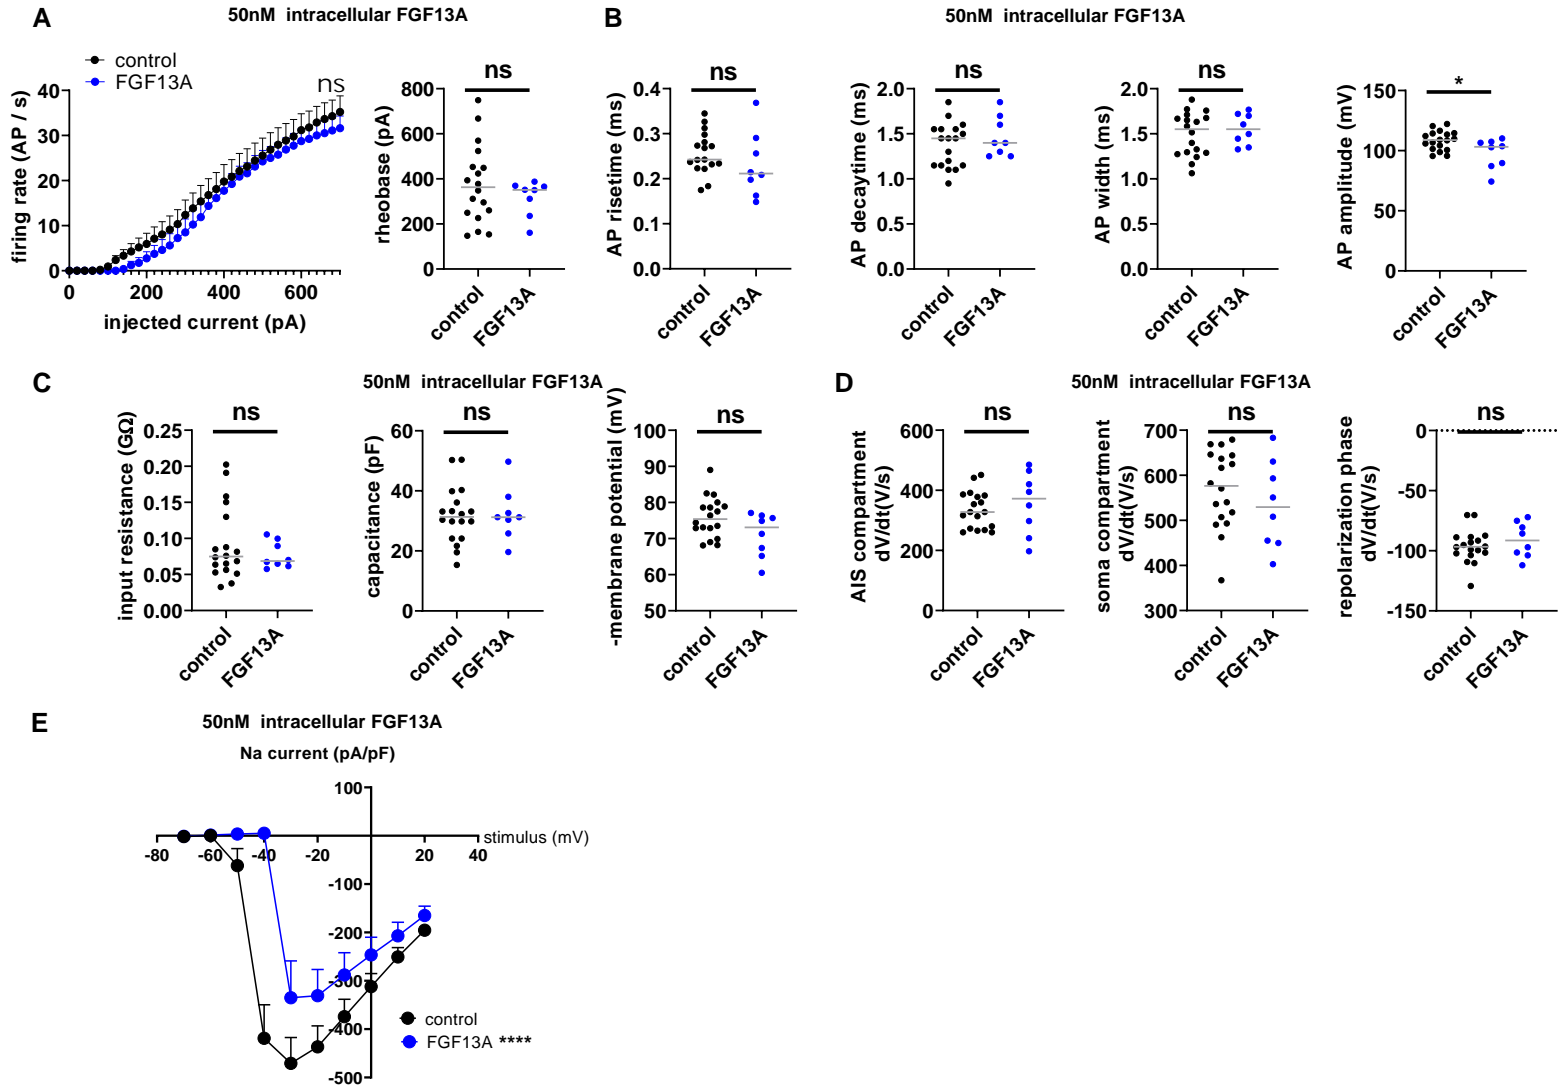 A
50nM intracellular FGF13A
control
FGF13A
firing rate (AP / s)
40
30
20
10
0
ns
0 200 400 600
injected current (pA)
rheobase (pA)
800
600
400
200
0
ns
control
FGF13A
B
50nM intracellular FGF13A
AP risetime (ms)
0.4
0.3
0.2
0.1
0.0
ns
control
FGF13A
AP decaytime (ms)
2.0
1.5
1.0
0.5
0.0
ns
control
FGF13A
AP width (ms)
2.0
1.5
1.0
0.5
0.0
ns
control
FGF13A
AP amplitude (mV)
150
100
50
0
*
control
FGF13A
C
50nM intracellular FGF13A
input resistance (GΩ)
0.25
0.20
0.15
0.10
0.05
0.00
ns
control
FGF13A
capacitance (pF)
60
40
20
0
ns
control
FGF13A
-membrane potential (mV)
100
90
80
70
60
50
ns
control
FGF13A
D
50nM intracellular FGF13A
AIS compartment
dV/dt(V/s)
600
400
200
0
ns
control
FGF13A
soma compartment
dV/dt(V/s)
700
600
500
400
300
ns
control
FGF13A
repolarization phase
dV/dt(V/s)
0
-50
-100
-150
ns
control
FGF13A
E
50nM intracellular FGF13A
Na current (pA/pF)
100
stimulus (mV)
-80 -60 -40 -20 20 40
-100
-200
-300
-400
-500
control
FGF13A ****